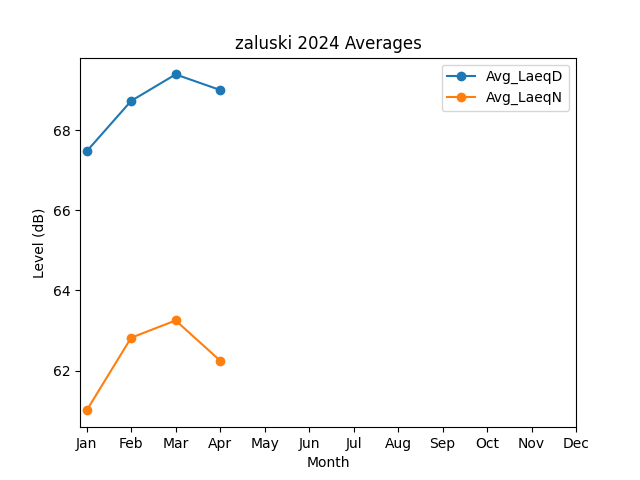 zaluski 2024 Averages
Avg_LaeqD
Avg_LaeqN
68
66
64
62
Level (dB)
Jan Feb Mar Apr May Jun Jul Aug Sep Oct Nov Dec
Month